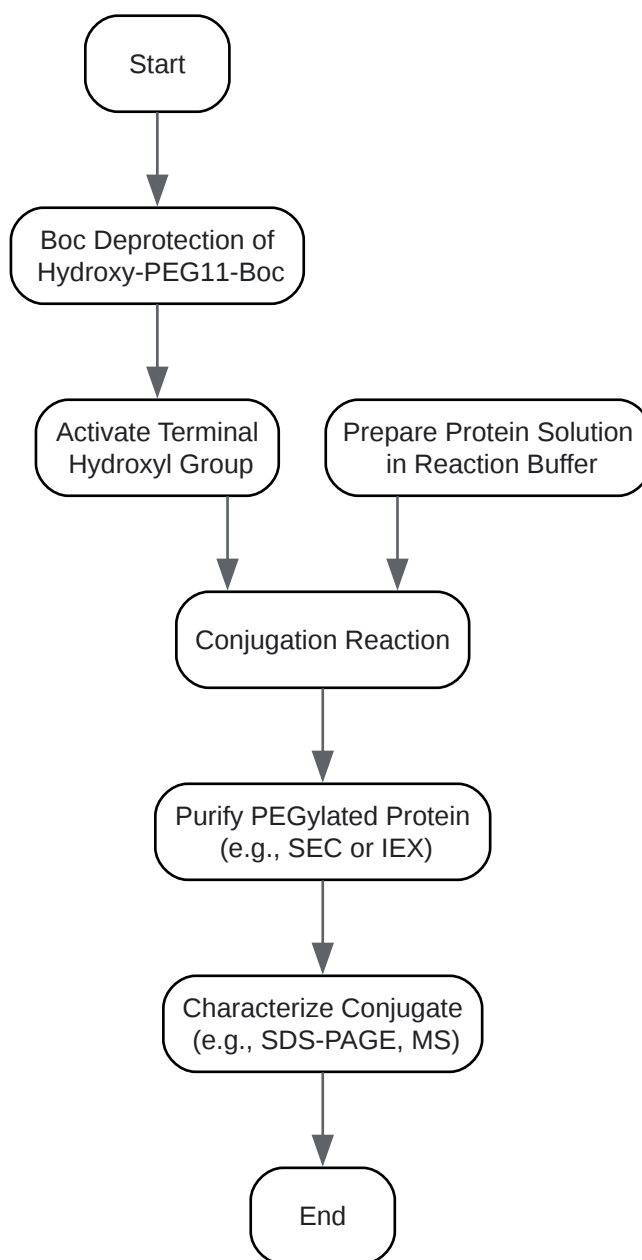 Start
Boc Deprotection of
Hydroxy-PEG11-Boc
Activate Terminal
Hydroxyl Group
Prepare Protein Solution
in Reaction Buffer
Conjugation Reaction
Purify PEGylated Protein
(e.g., SEC or IEX)
Characterize Conjugate
(e.g., SDS-PAGE, MS)
End